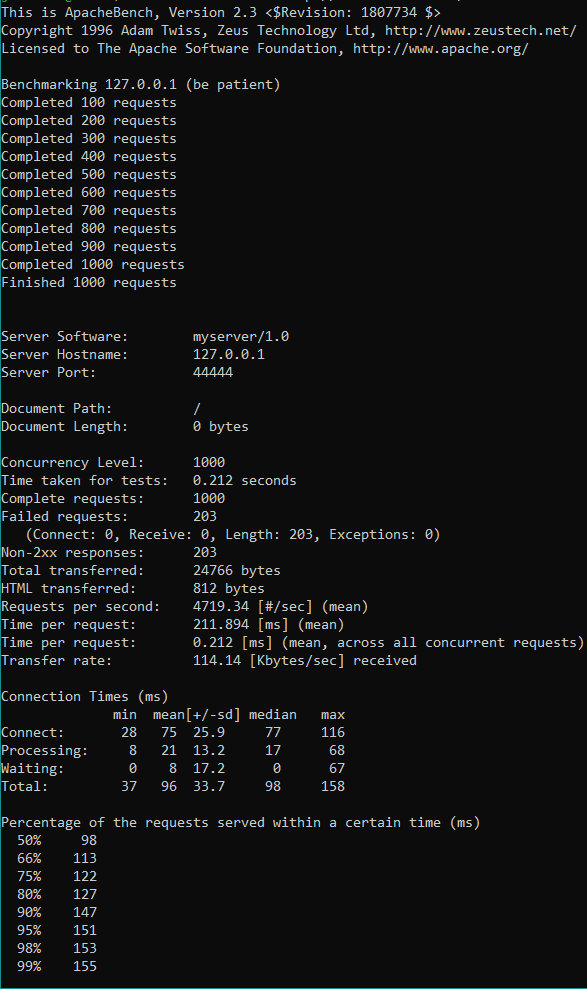 This is ApacheBench, Version 2.3 <$Revision: 1807734 $>
Copyright 1996 Adam Twiss, Zeus Technology Ltd, http://www.zeustech.net/
Licensed to The Apache Software Foundation, http://www.apache.org/

Benchmarking 127.0.0.1 (be patient)
Completed 100 requests
Completed 200 requests
Completed 300 requests
Completed 400 requests
Completed 500 requests
Completed 600 requests
Completed 700 requests
Completed 800 requests
Completed 900 requests
Completed 1000 requests
Finished 1000 requests


Server Software:        myserver/1.0
Server Hostname:        127.0.0.1
Server Port:            44444

Document Path:          /
Document Length:        0 bytes

Concurrency Level:      1000
Time taken for tests:   0.212 seconds
Complete requests:      1000
Failed requests:        203
   (Connect: 0, Receive: 0, Length: 203, Exceptions: 0)
Non-2xx responses:      203
Total transferred:      24766 bytes
HTML transferred:       812 bytes
Requests per second:    4719.34 [#/sec] (mean)
Time per request:       211.894 [ms] (mean)
Time per request:       0.212 [ms] (mean, across all concurrent requests)
Transfer rate:          114.14 [Kbytes/sec] received

Connection Times (ms)
              min  mean[+/-sd] median   max
Connect:       28   75  25.9     77     116
Processing:     8   21  13.2     17      68
Waiting:        0    8  17.2      0      67
Total:         37   96  33.7     98     158

Percentage of the requests served within a certain time (ms)
  50%     98
  66%    113
  75%    122
  80%    127
  90%    147
  95%    151
  98%    153
  99%    155